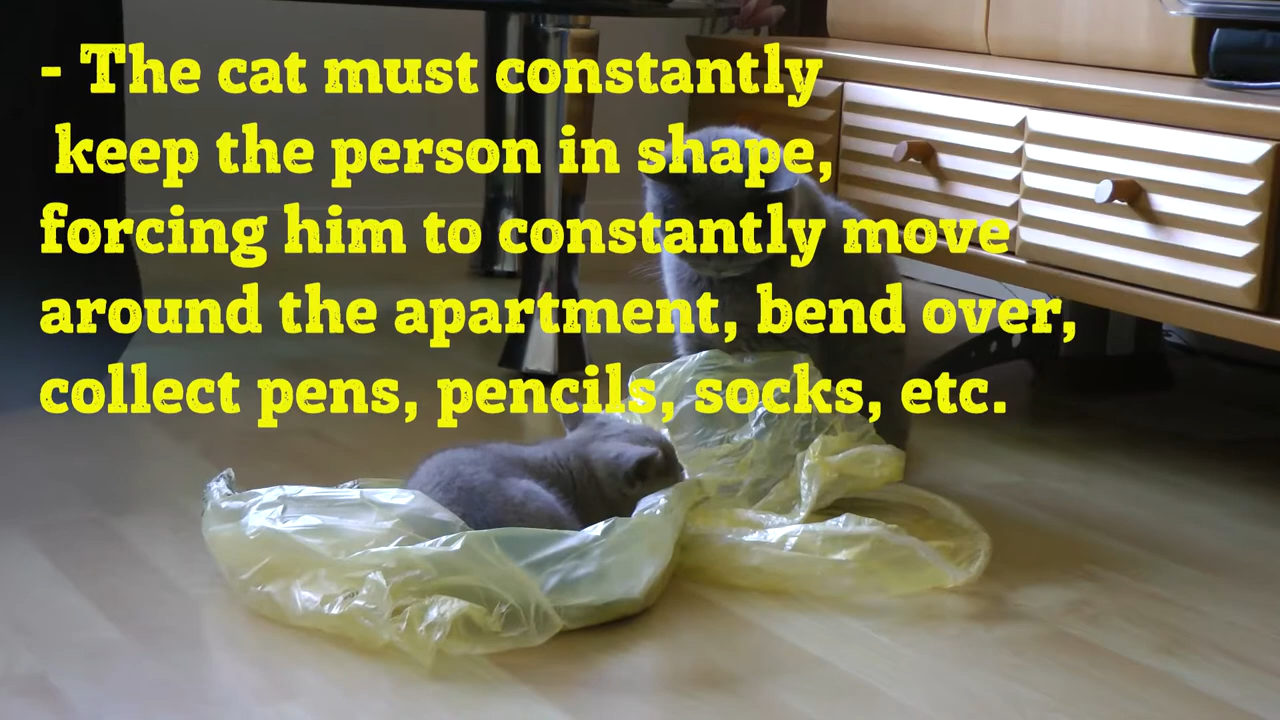 - The cat must constantly
keep the person in shape,
forcing him to constantly move
around the apartment, bend over,
collect pens, pencils, socks, etc.